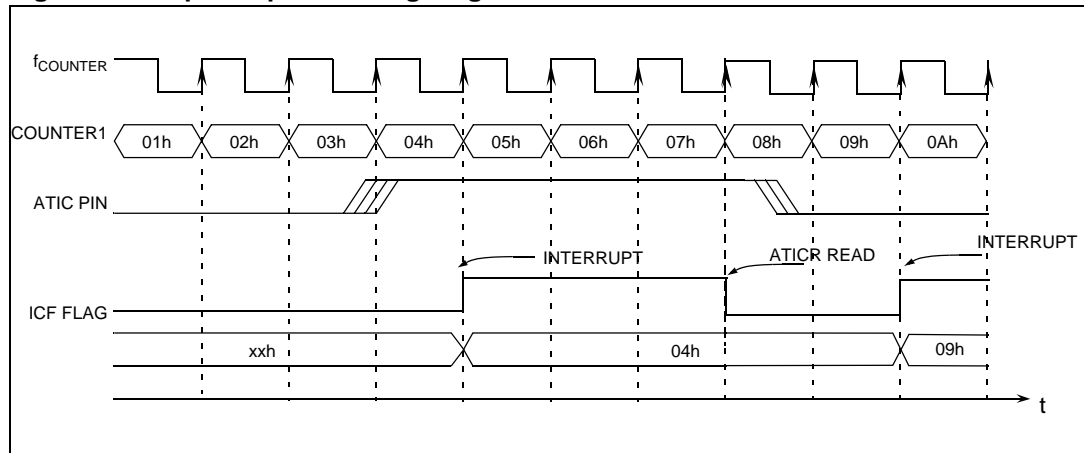 fCOUNTER
COUNTER1 01h 02h 03h 04h 05h 06h 07h 08h 09h 0Ah
ATIC PIN
INTERRUPT ATICR READ INTERRUPT
ICF FLAG
xxh 04h 09h
t